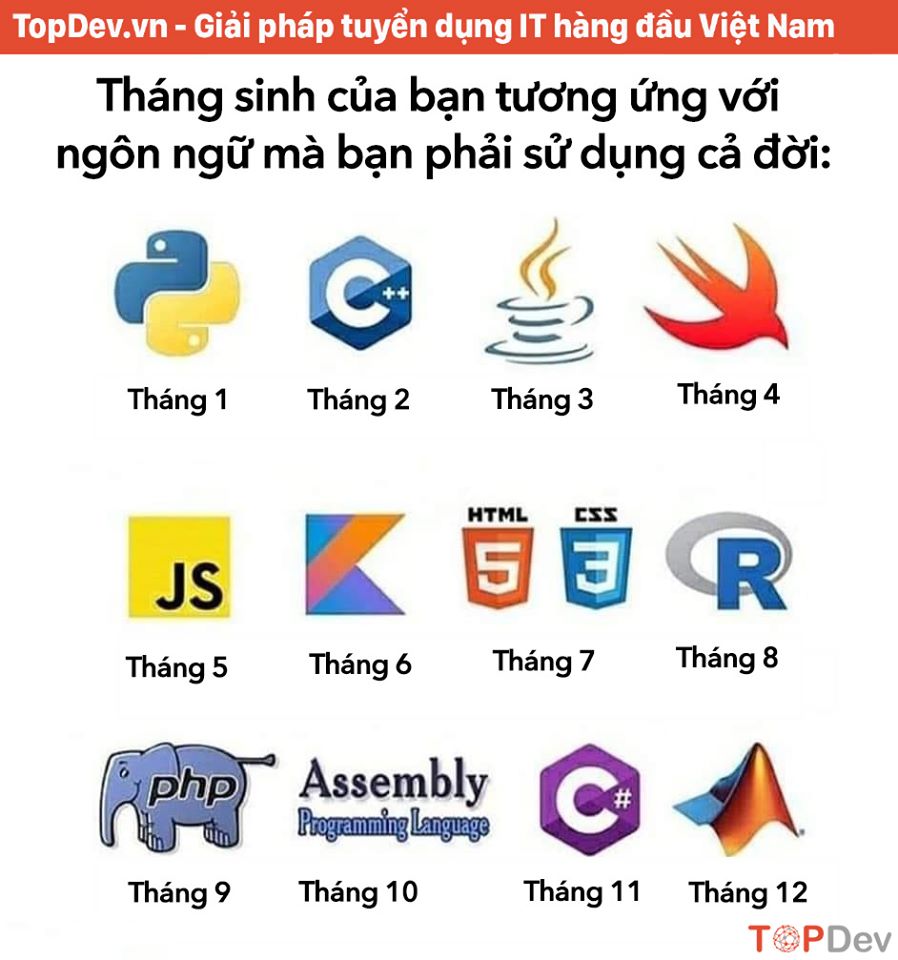 TopDev.vn - Giải pháp tuyển dụng IT hàng đầu Việt Nam
Tháng sinh của bạn tương ứng với
ngôn ngữ mà bạn phải sử dụng cả đời:
C++
Tháng 1 Tháng 2 Tháng 3 Tháng 4
HTML CSS
JS 5 3 R
Tháng 5 Tháng 6 Tháng 7 Tháng 8
php Assembly C#
Programming Language
Tháng 9 Tháng 10 Tháng 11 Tháng 12
TOPDev